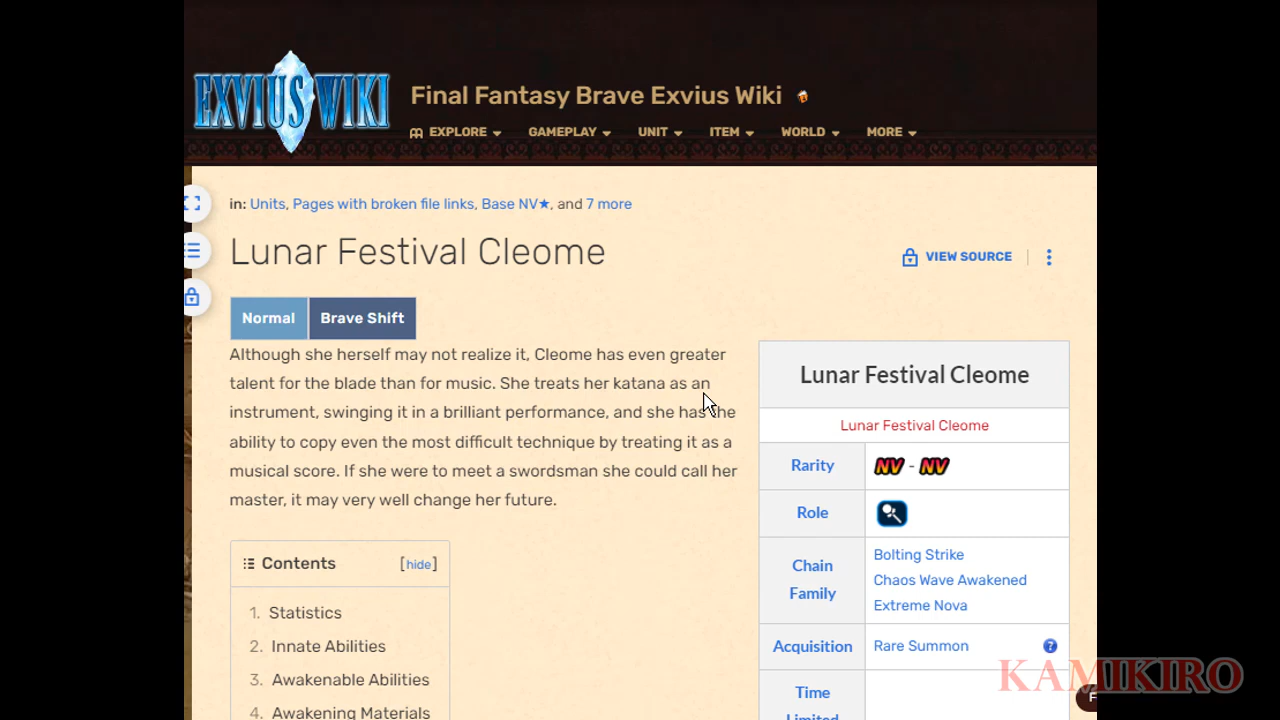 EXVIUS WIKI
Final Fantasy Brave Exvius Wiki
EXPLORE GAMEPLAY UNIT ITEM WORLD MORE
in: Units, Pages with broken file links, Base NV★, and 7 more
Lunar Festival Cleome
VIEW SOURCE
Normal Brave Shift
Although she herself may not realize it, Cleome has even greater
talent for the blade than for music. She treats her katana as an
instrument, swinging it in a brilliant performance, and she has the
ability to copy even the most difficult technique by treating it as a
musical score. If she were to meet a swordsman she could call her
master, it may very well change her future.
Contents [hide]
1. Statistics
2. Innate Abilities
3. Awakenable Abilities
4. Awakening Materials
Lunar Festival Cleome
Lunar Festival Cleome
Rarity NV - NV
Role
Chain Family
Bolting Strike
Chaos Wave Awakened
Extreme Nova
Acquisition Rare Summon ?
Time
Limited
KAMIKIRO
F